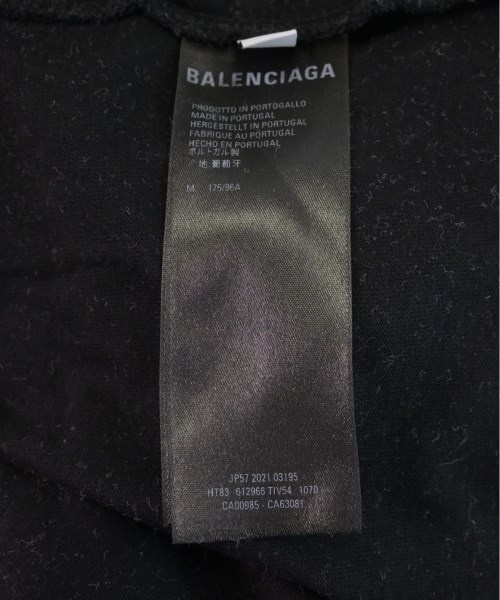 BALENCIAGA
PRODOTTO IN PORTOGALLO
MADE IN PORTUGAL
HERGESTELLT IN PORTUGAL
FABRIQUE AU PORTUGAL
HECHO EN PORTUGAL
ポルトガル製
产地:葡萄牙
M 175/96A
JP57 2021 03195
HT83 612966 TIV54 1070
CA00985 - CA63081